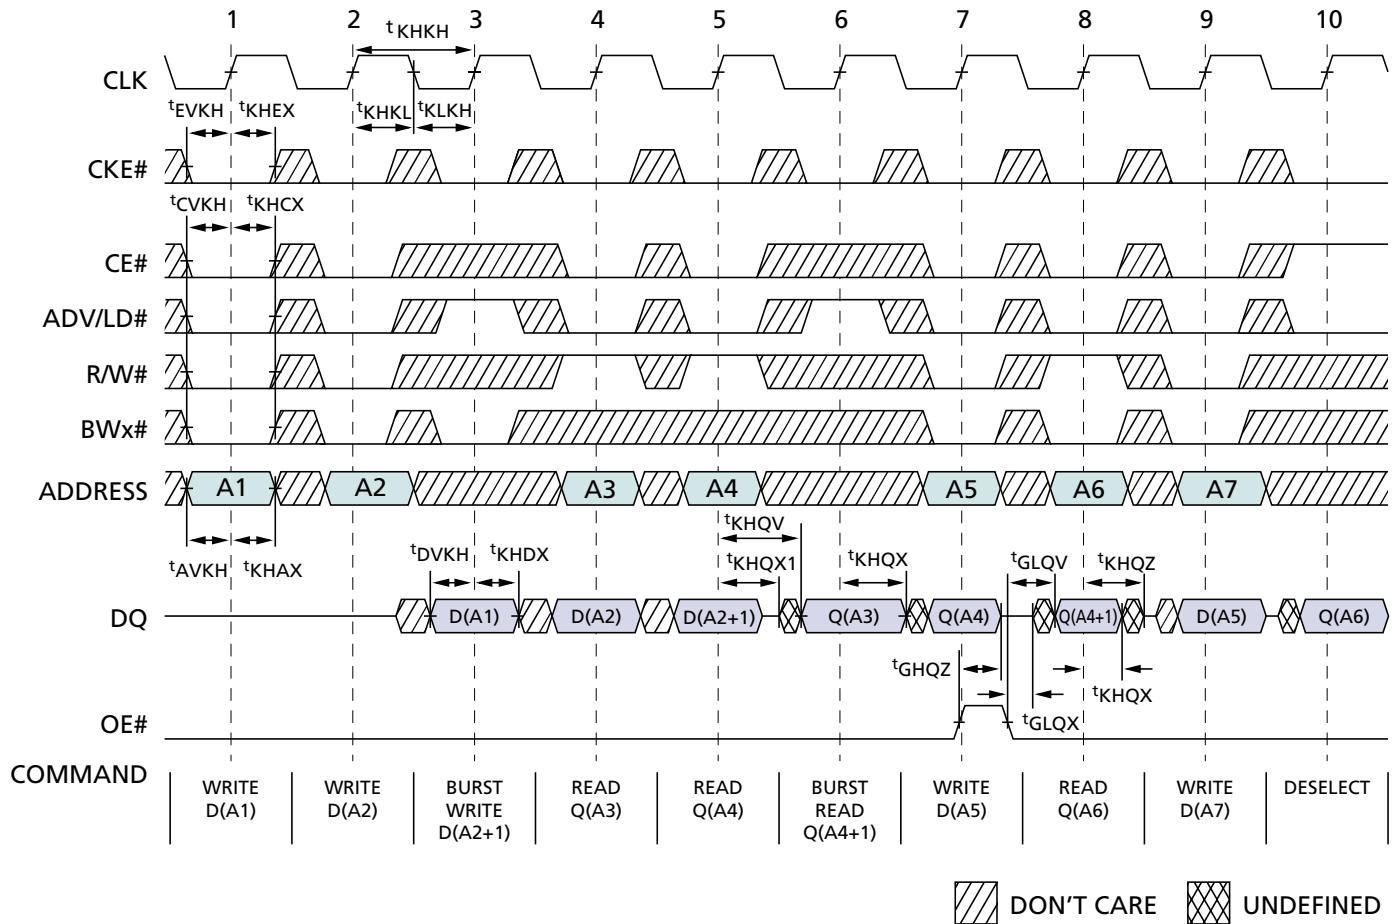 1 2 3 4 5 6 7 8 9 10
tKHKH
CLK
tEVKH tKHEX tKHKL tKLKH
CKE#
tCVKH tKHCX
CE#
ADV/LD#
R/W#
BWx#
ADDRESS A1 A2 A3 A4 A5 A6 A7
tKHQV
tAVKH tKHAX tDVKH tKHDX tKHQX1 tKHQX tGLQV tKHQZ
DQ D(A1) D(A2) D(A2+1) Q(A3) Q(A4) Q(A4+1) D(A5) Q(A6)
tGHQZ tKHQX
tGLQX
OE#
COMMAND
WRITE D(A1)
WRITE D(A2)
BURST WRITE D(A2+1)
READ Q(A3)
READ Q(A4)
BURST READ Q(A4+1)
WRITE D(A5)
READ Q(A6)
WRITE D(A7)
DESELECT
DON'T CARE UNDEFINED